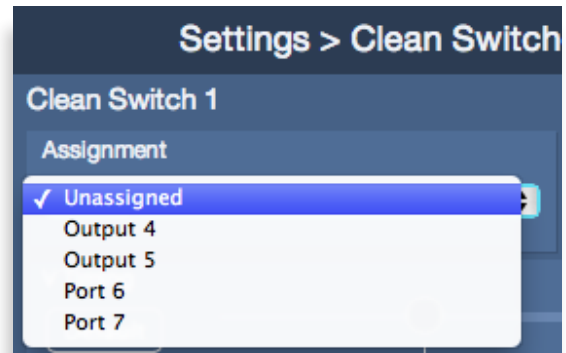 Settings > Clean Switch
Clean Switch 1
Assignment
✓ Unassigned
Output 4
Output 5
Port 6
Port 7